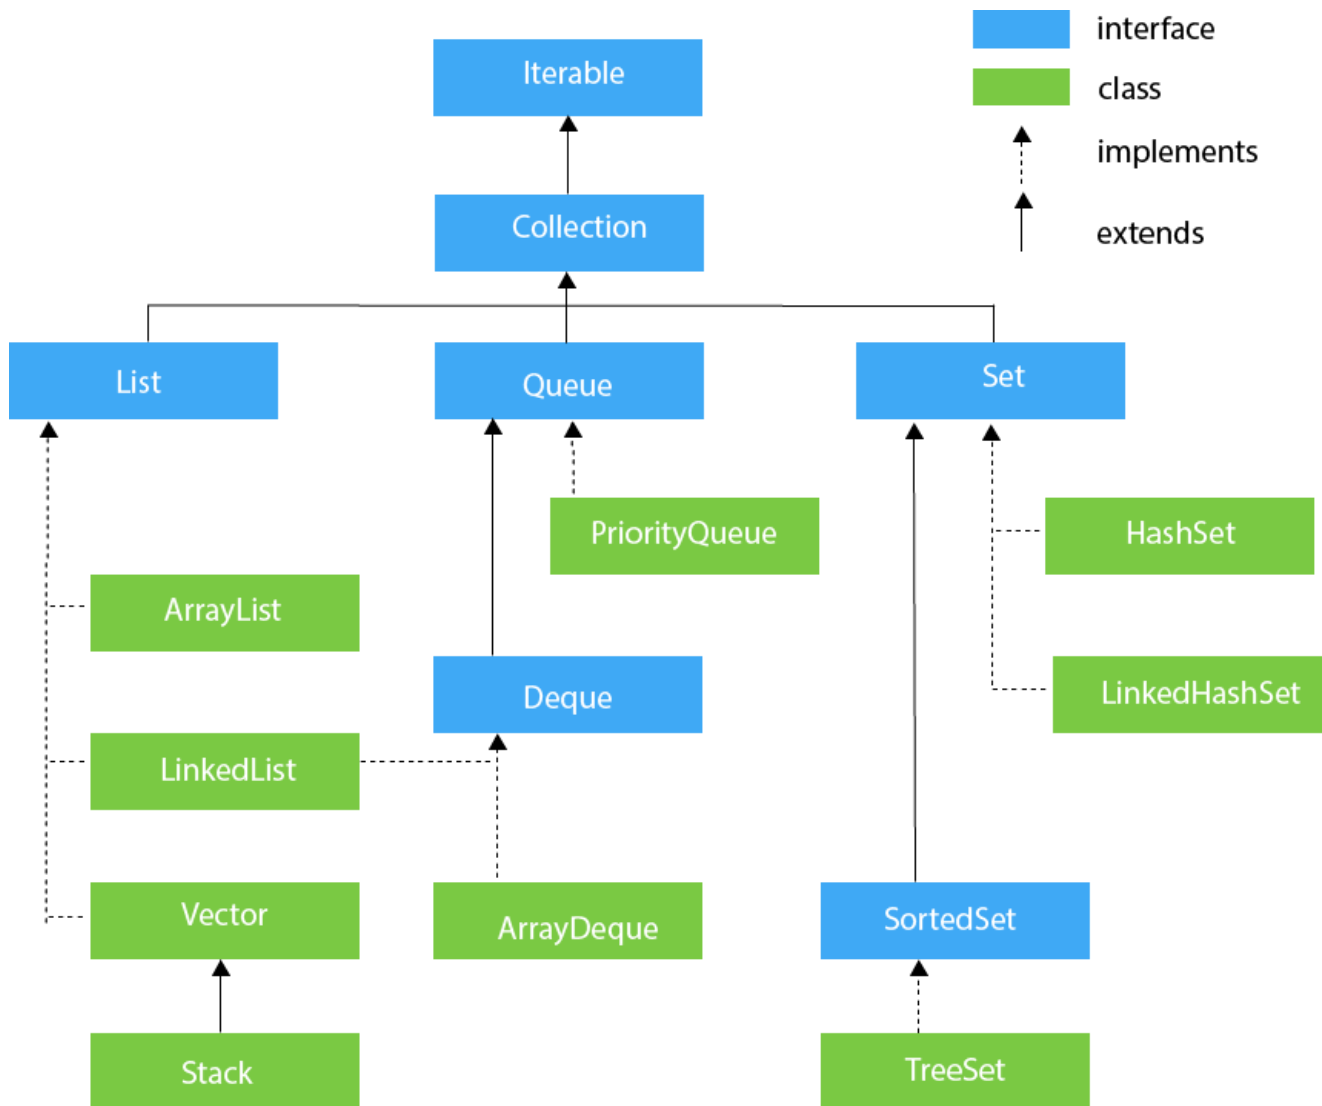 interface
Iterable
class
implements
Collection
extends
List
Queue
Set
PriorityQueue
HashSet
ArrayList
Deque
LinkedHashSet
LinkedList
Vector
ArrayDeque
SortedSet
Stack
TreeSet